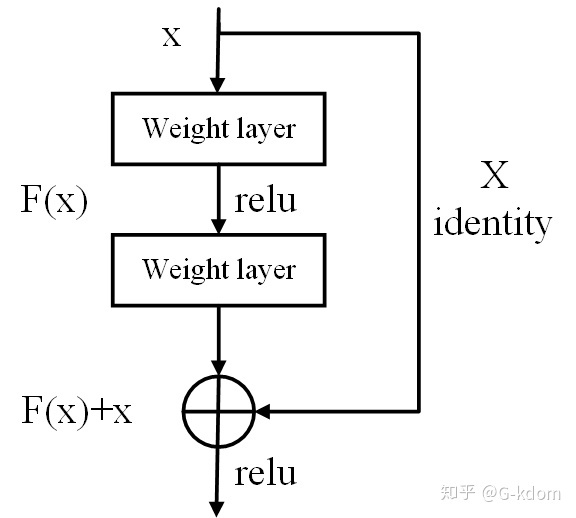 x
Weight layer
F(x)
relu
X
identity
Weight layer
F(x)+x
relu
知乎 @G-kdom